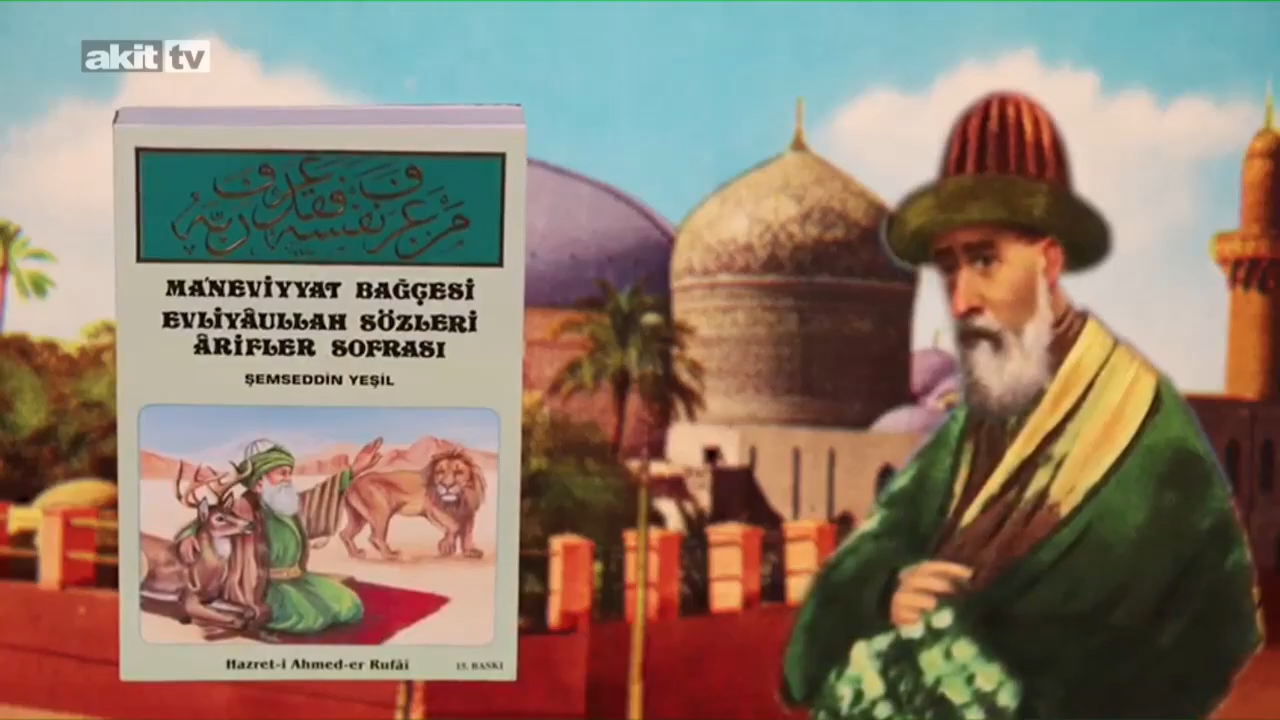 akit tv
من عرف نفسه فقد عرف ربه
MA'NEVİYYAT BAĞÇESİ
EVLİYÂULLAH SÖZLERİ
ÂRİFLER SOFRASI
ŞEMSEDDİN YEŞİL
Hazret-i Ahmed-er Rufâi
15. BASKI